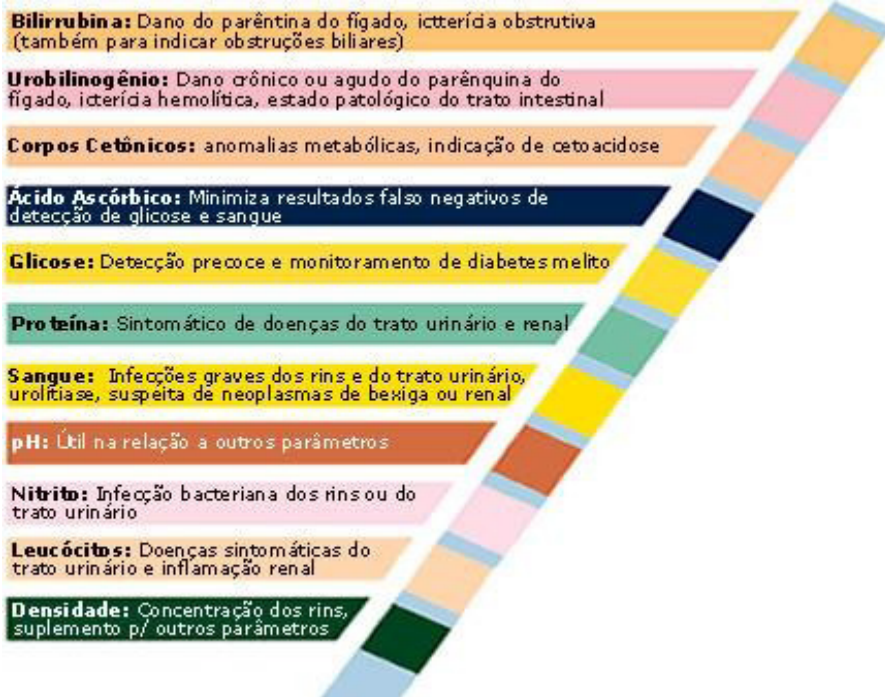 Bilirrubina: Dano do parêntina do fígado, ictterícia obstrutiva
(também para indicar obstruções biliares)
Urobilinogênio: Dano crônico ou agudo do parênquina do
fígado, icterícia hemolítica, estado patológico do trato intestinal
Corpos Cetônicos: anomalias metabólicas, indicação de cetoacidose
Ácido Ascórbico: Minimiza resultados falso negativos de
detecção de glicose e sangue
Glicose: Detecção precoce e monitoramento de diabetes melito
Proteína: Sintomático de doenças do trato urinário e renal
Sangue: Infecções graves dos rins e do trato urinário,
urolitiase, suspeita de neoplasmas de bexiga ou renal
pH: Útil na relação a outros parâmetros
Nitrito: Infecção bacteriana dos rins ou do
trato urinário
Leucócitos: Doenças sintomáticas do
trato urinário e inflamação renal
Densidade: Concentração dos rins,
suplemento p/ outros parâmetros